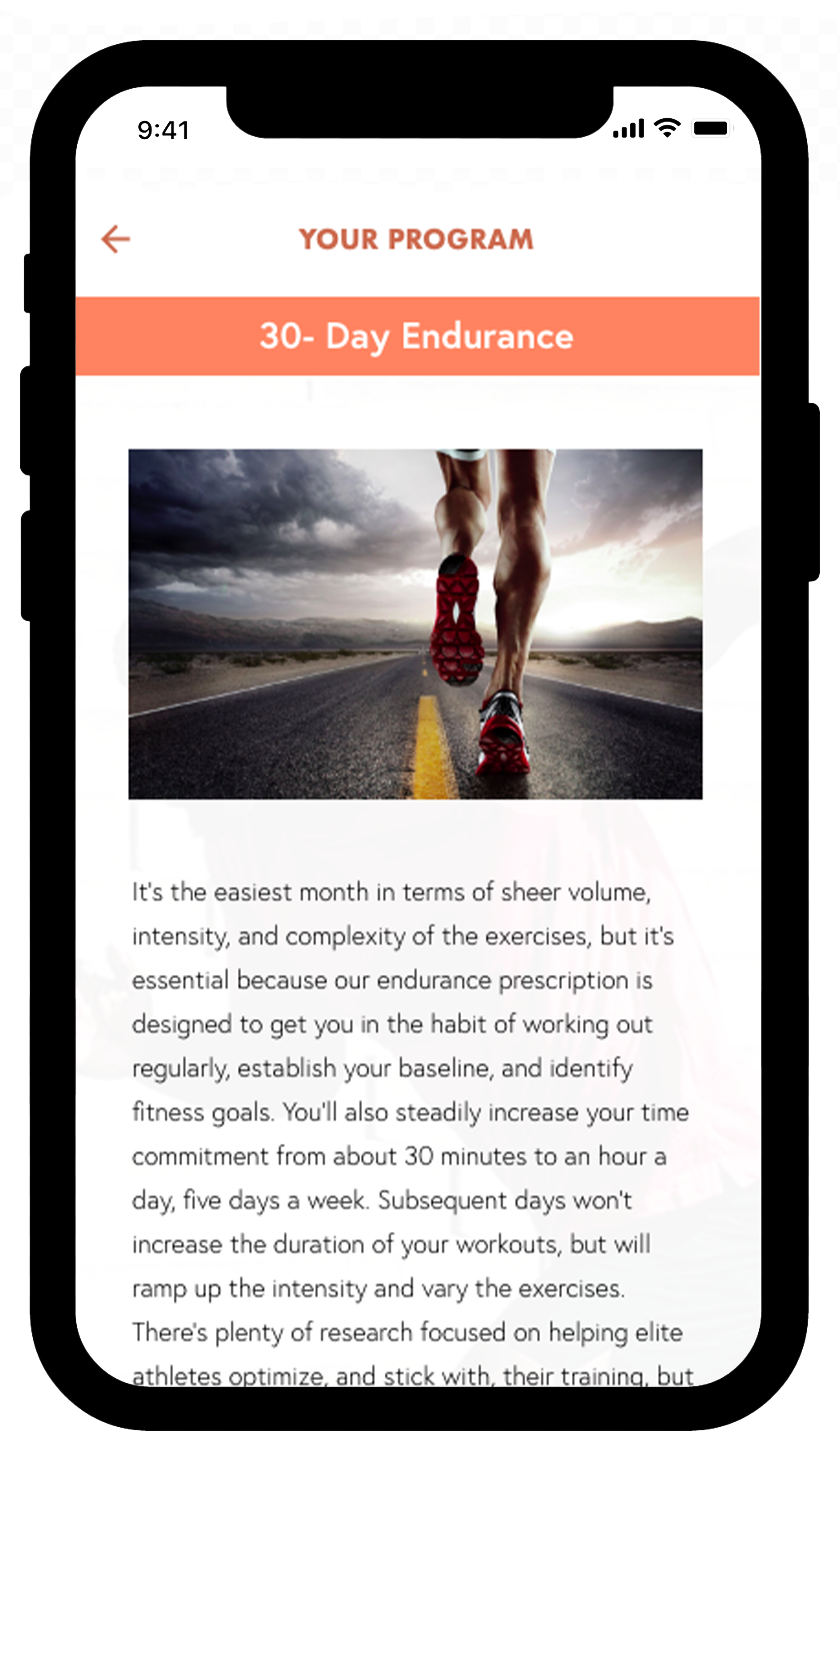 9:41
YOUR PROGRAM
30- Day Endurance
It's the easiest month in terms of sheer volume,
intensity, and complexity of the exercises, but it's
essential because our endurance prescription is
designed to get you in the habit of working out
regularly, establish your baseline, and identify
fitness goals. You'll also steadily increase your time
commitment from about 30 minutes to an hour a
day, five days a week. Subsequent days won't
increase the duration of your workouts, but will
ramp up the intensity and vary the exercises.
There's plenty of research focused on helping elite
athletes optimize, and stick with, their training, but